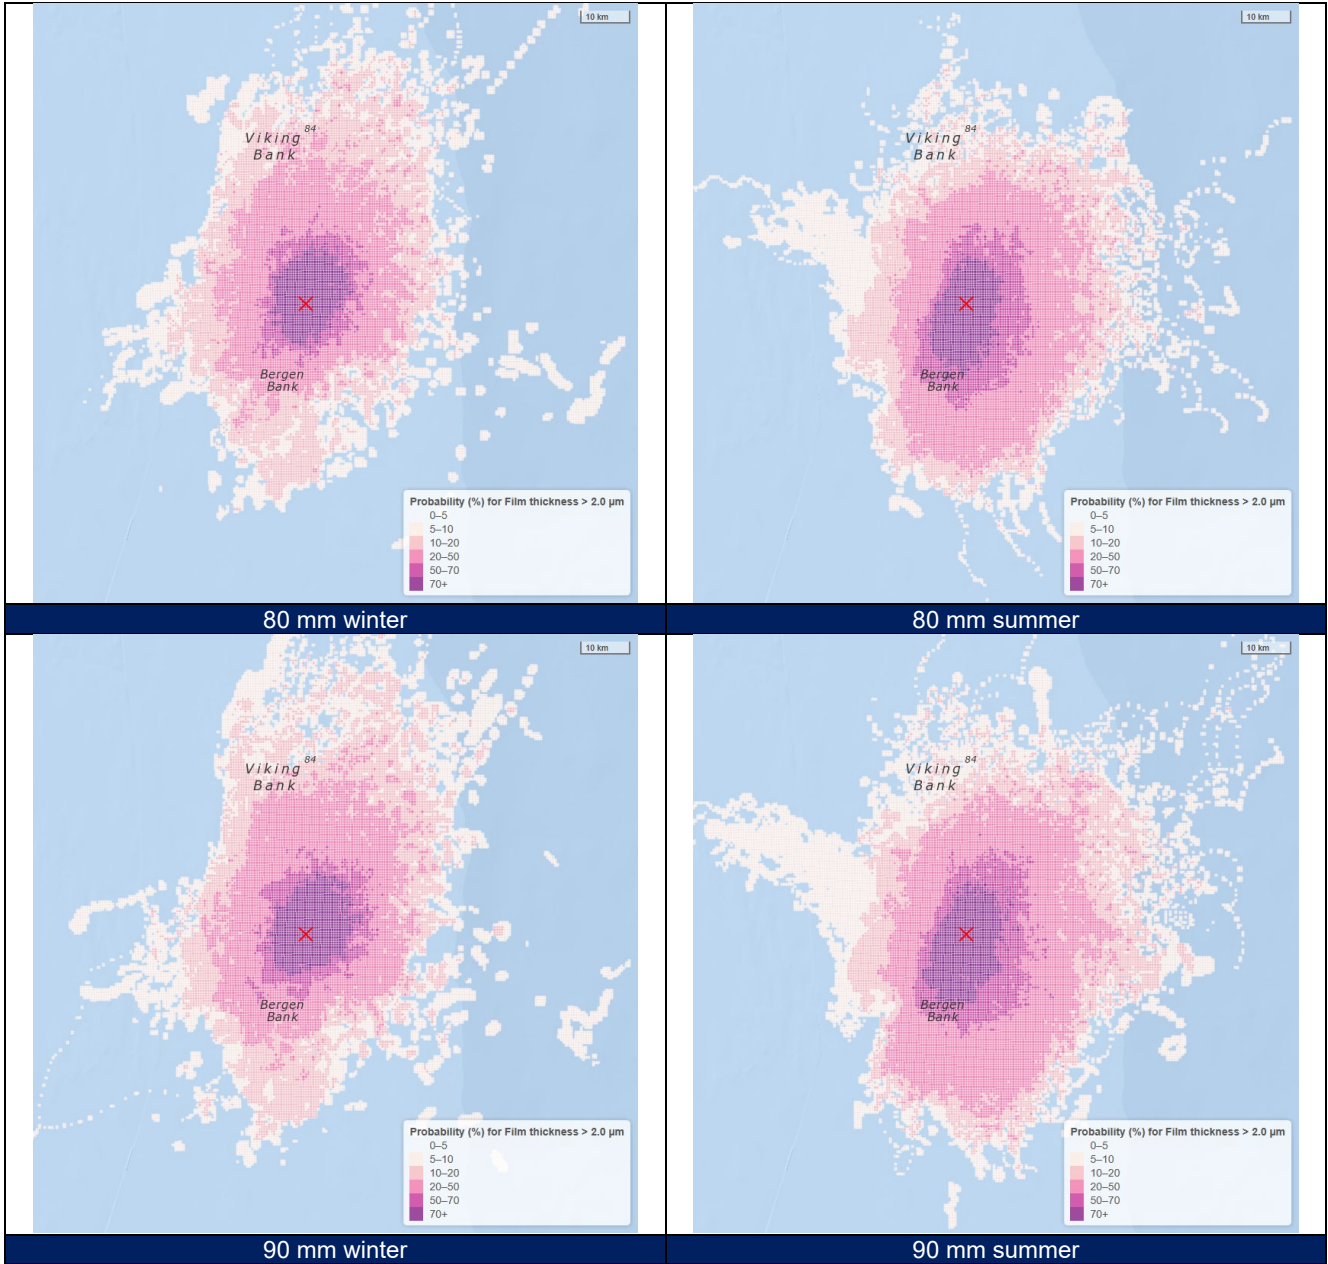 10 km
84
Viking
Bank
Bergen
Bank
Probability (%) for Film thickness > 2.0 µm
0–5
5–10
10–20
20–50
50–70
70+
80 mm winter
10 km
84
Viking
Bank
Bergen
Bank
Probability (%) for Film thickness > 2.0 µm
0–5
5–10
10–20
20–50
50–70
70+
80 mm summer
10 km
84
Viking
Bank
Bergen
Bank
Probability (%) for Film thickness > 2.0 µm
0–5
5–10
10–20
20–50
50–70
70+
90 mm winter
10 km
84
Viking
Bank
Bergen
Bank
Probability (%) for Film thickness > 2.0 µm
0–5
5–10
10–20
20–50
50–70
70+
90 mm summer